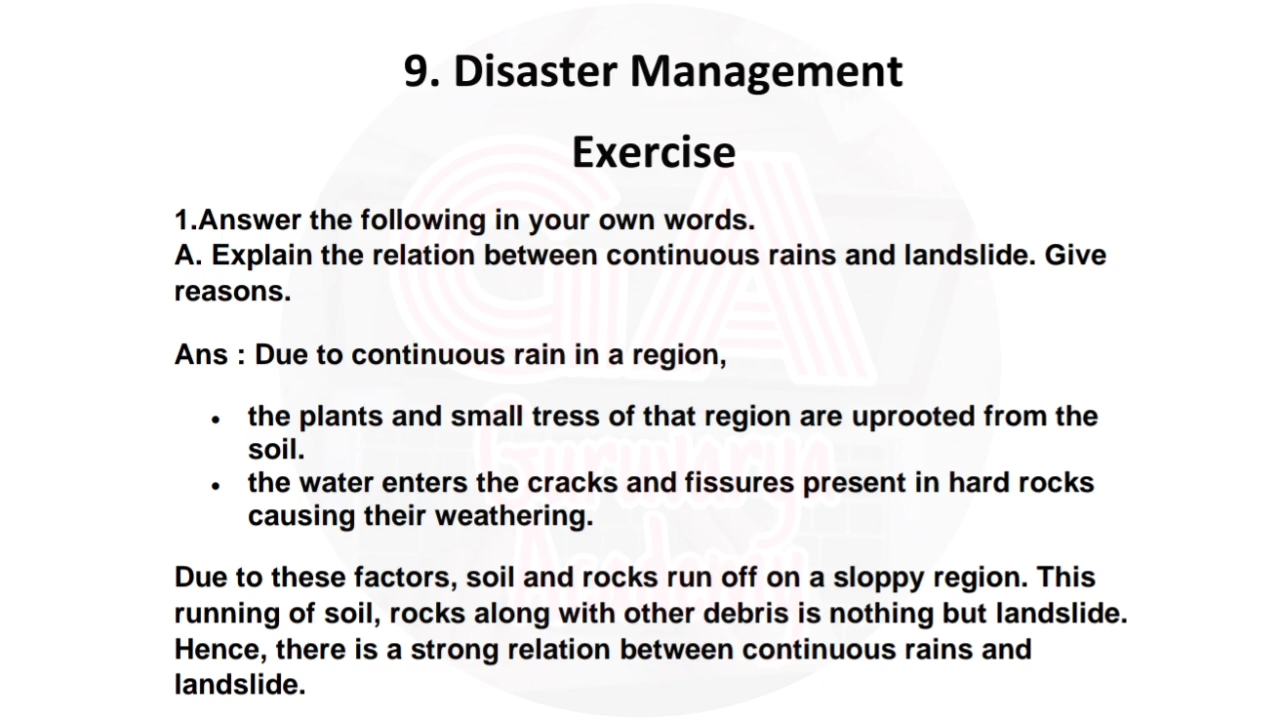 9. Disaster Management
Exercise
1.Answer the following in your own words.
A. Explain the relation between continuous rains and landslide. Give
reasons.
Ans : Due to continuous rain in a region,
• the plants and small tress of that region are uprooted from the
soil.
• the water enters the cracks and fissures present in hard rocks
causing their weathering.
Due to these factors, soil and rocks run off on a sloppy region. This
running of soil, rocks along with other debris is nothing but landslide.
Hence, there is a strong relation between continuous rains and
landslide.
GA
Guruvarya
Academy